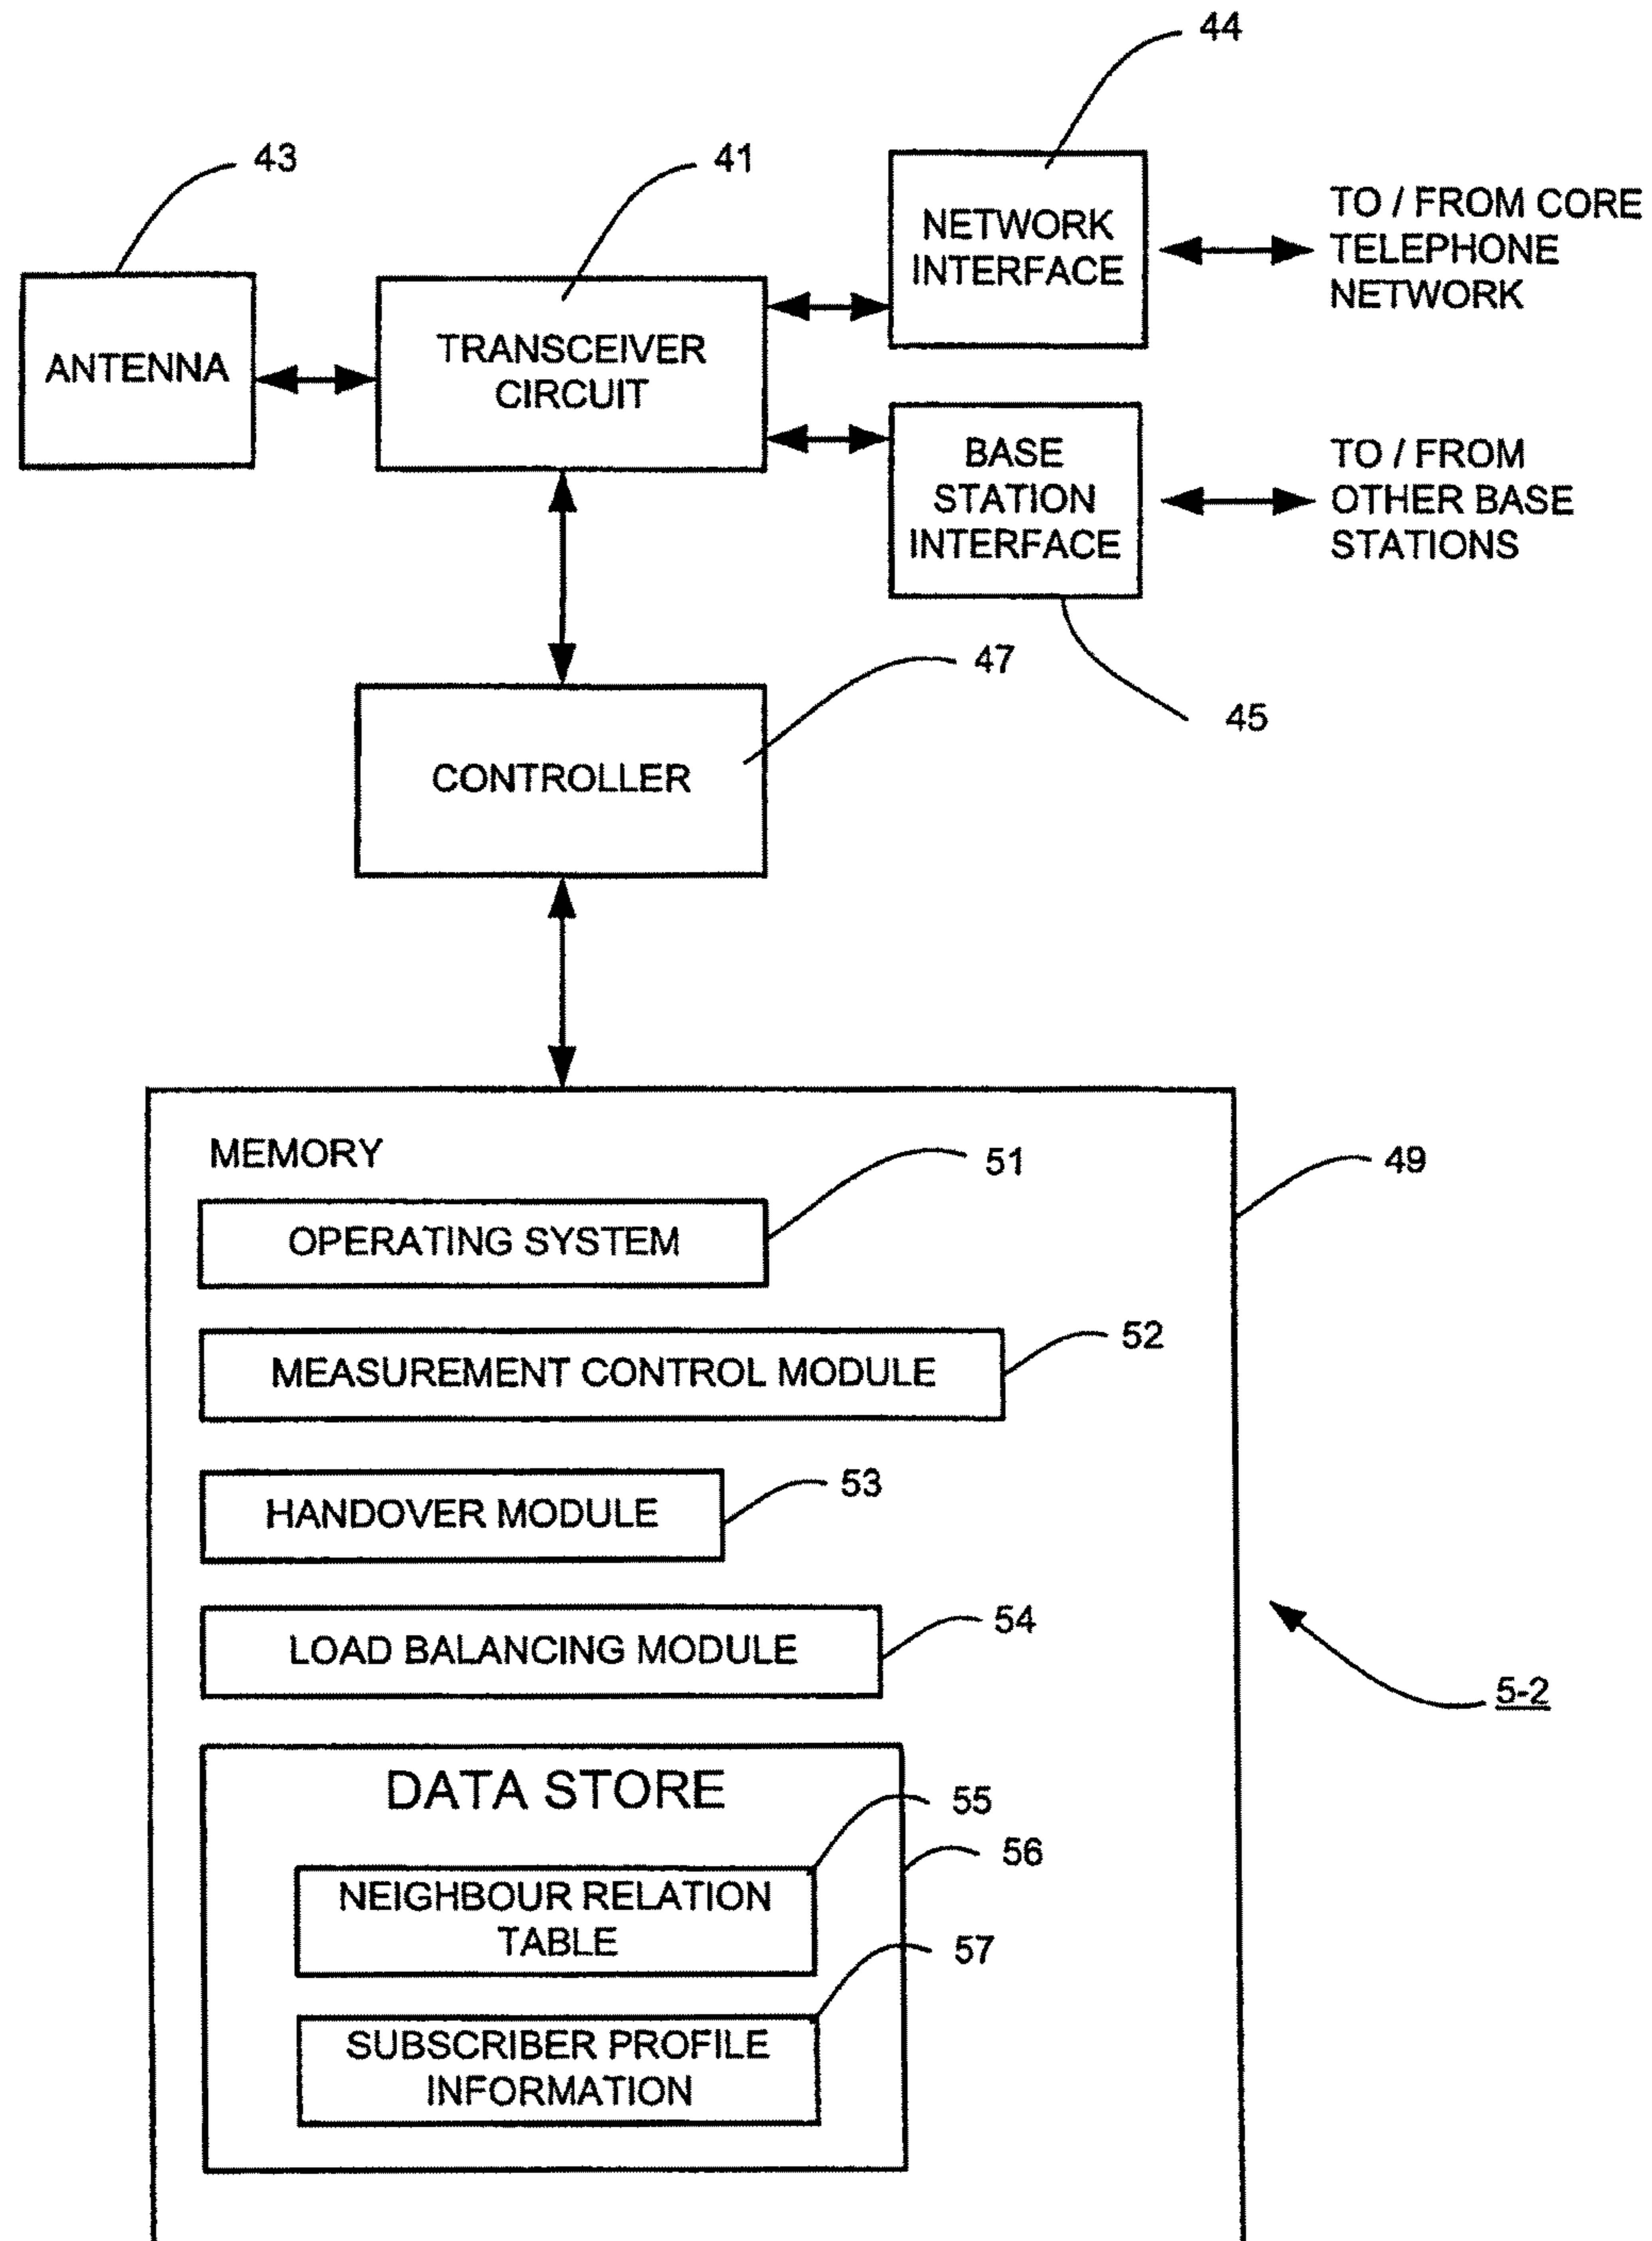 44
43
41
NETWORK
INTERFACE
TO / FROM CORE
TELEPHONE
NETWORK
ANTENNA
TRANSCEIVER
CIRCUIT
BASE
STATION
INTERFACE
TO / FROM
OTHER BASE
STATIONS
47
45
CONTROLLER
MEMORY
51
49
OPERATING SYSTEM
52
MEASUREMENT CONTROL MODULE
53
HANDOVER MODULE
54
LOAD BALANCING MODULE
5-2
DATA STORE
55
56
NEIGHBOUR RELATION
TABLE
57
SUBSCRIBER PROFILE
INFORMATION